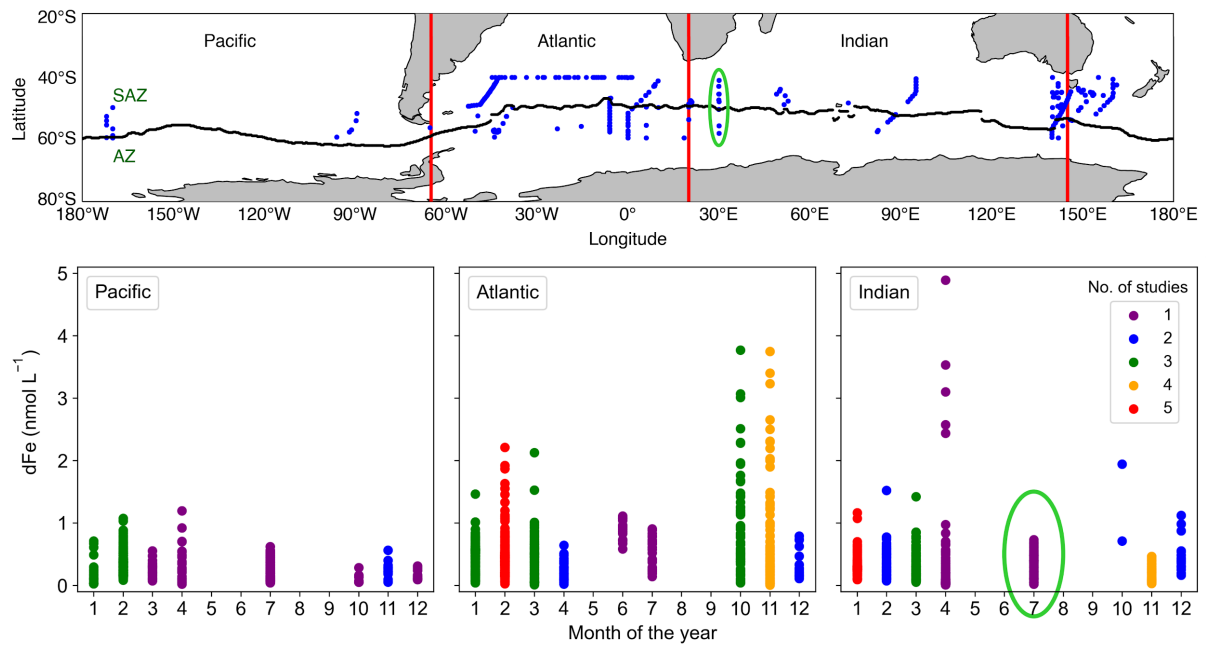 20°S
40°S
60°S
80°S
Latitude
Pacific
Atlantic
Indian
SAZ
AZ
180°W 150°W 120°W 90°W 60°W 30°W 0° 30°E 60°E 90°E 120°E 150°E 180°E
Longitude
Pacific
Atlantic
Indian
No. of studies
1
2
3
4
5
5
4
3
2
1
0
dFe (nmol L⁻¹)
1 2 3 4 5 6 7 8 9 10 11 12
1 2 3 4 5 6 7 8 9 10 11 12
1 2 3 4 5 6 7 8 9 10 11 12
Month of the year